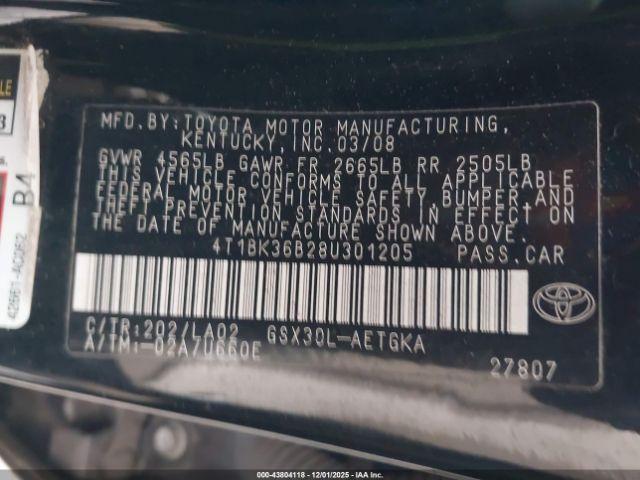 MFD.BY:TOYOTA MOTOR MANUFACTURING,
KENTUCKY,INC.03/08
GVWR 4565LB GAWR FR 2665LB RR 2505LB
THIS VEHICLE CONFORMS TO ALL APPLICABLE
FEDERAL MOTOR VEHICLE SAFETY,BUMPER,AND
THEFT PREVENTION STANDARDS IN EFFECT ON
THE DATE OF MANUFACTURE SHOWN ABOVE.
4T1BK36B28U301205 PASS.CAR
C/TR:202/LA02 GSX30L-AETGKA
A/TM:-02A/U660E
27807
B4
© 00-43804118 - 12/01/2025 - IAA Inc.